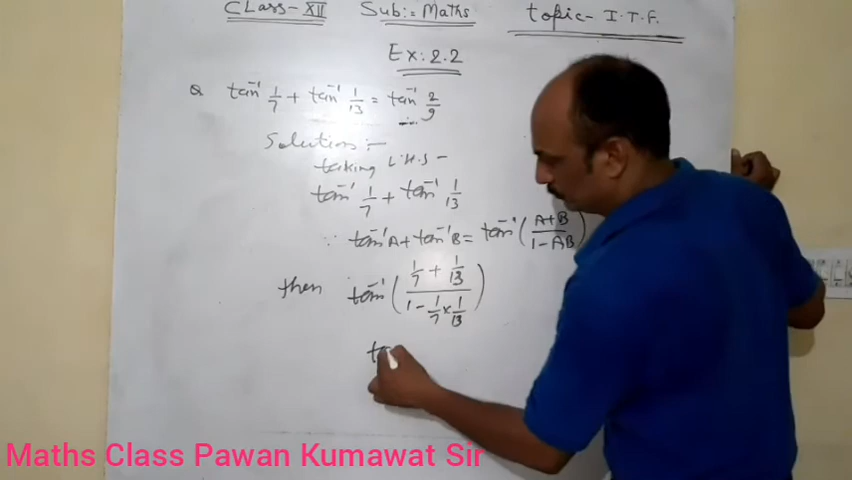 CLass-XII Sub:- Maths topic- I.T.F.
Ex: 2.2
Q. tan⁻¹ 1/7 + tan⁻¹ 1/13 = tan⁻¹ 2/9
Solution:-
taking L.H.S -
tan⁻¹ 1/7 + tan⁻¹ 1/13
∵ tan⁻¹A + tan⁻¹B = tan⁻¹ (A+B / 1-AB)
then tan⁻¹ (1/7 + 1/13 / 1 - 1/7 × 1/13)
Maths Class Pawan Kumawat Sir